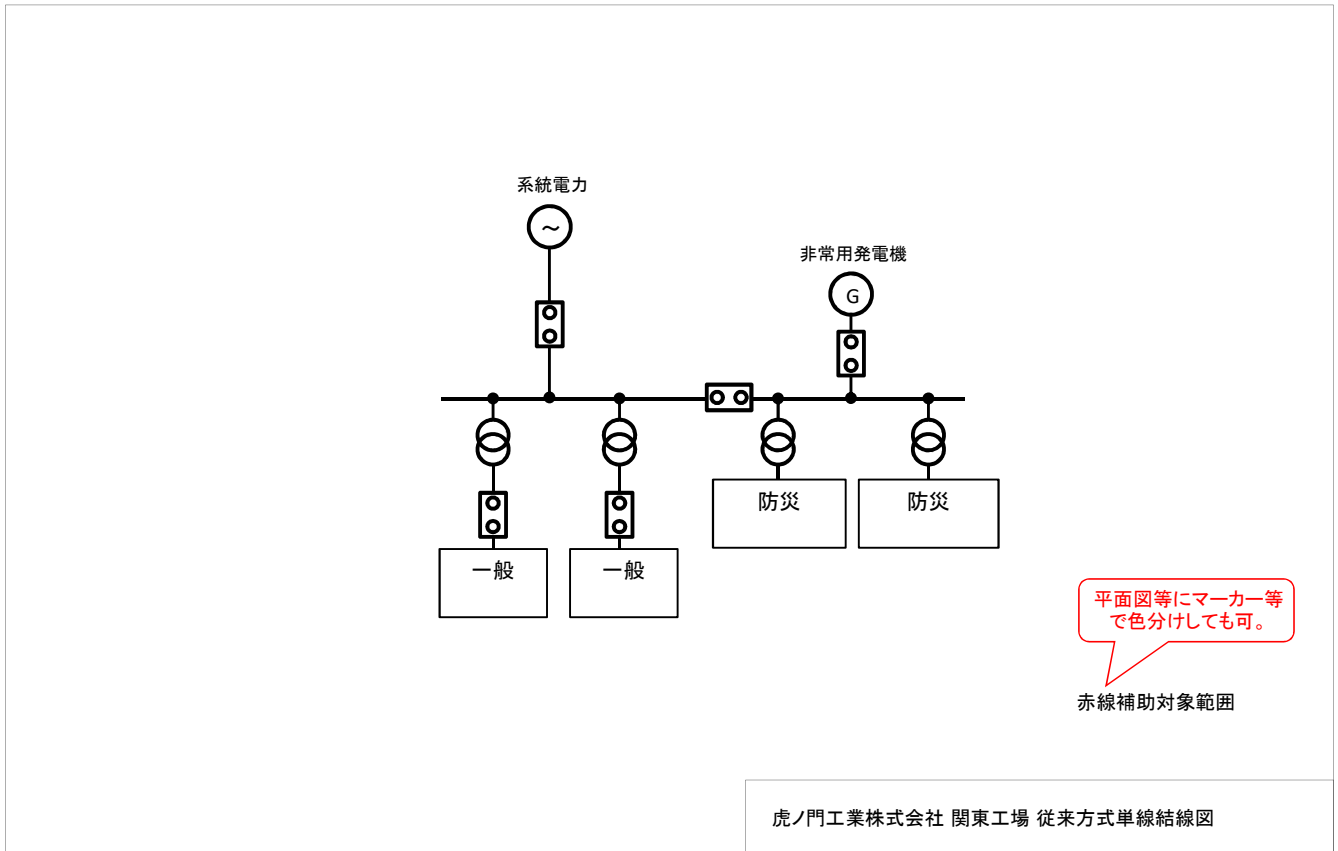 系統電力
～
非常用発電機
G
防災
防災
一般
一般
平面図等にマーカー等
で色分けしても可。
赤線補助対象範囲
虎ノ門工業株式会社 関東工場 従来方式単線結線図